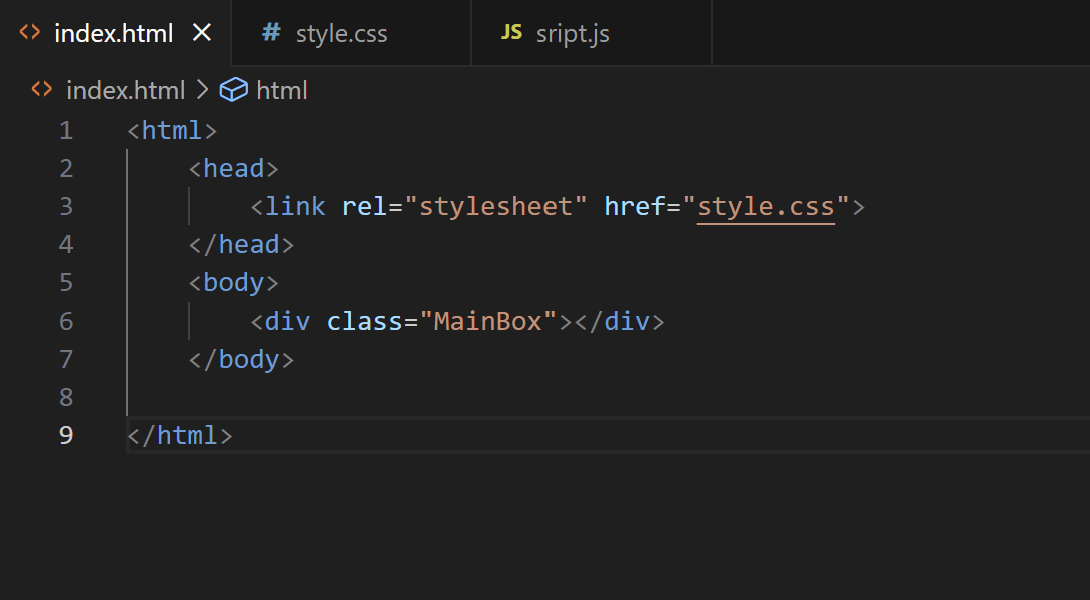 <> index.html × # style.css JS sript.js
<> index.html > html
1 <html>
2     <head>
3         <link rel="stylesheet" href="style.css">
4     </head>
5     <body>
6         <div class="MainBox"></div>
7     </body>
8
9 </html>